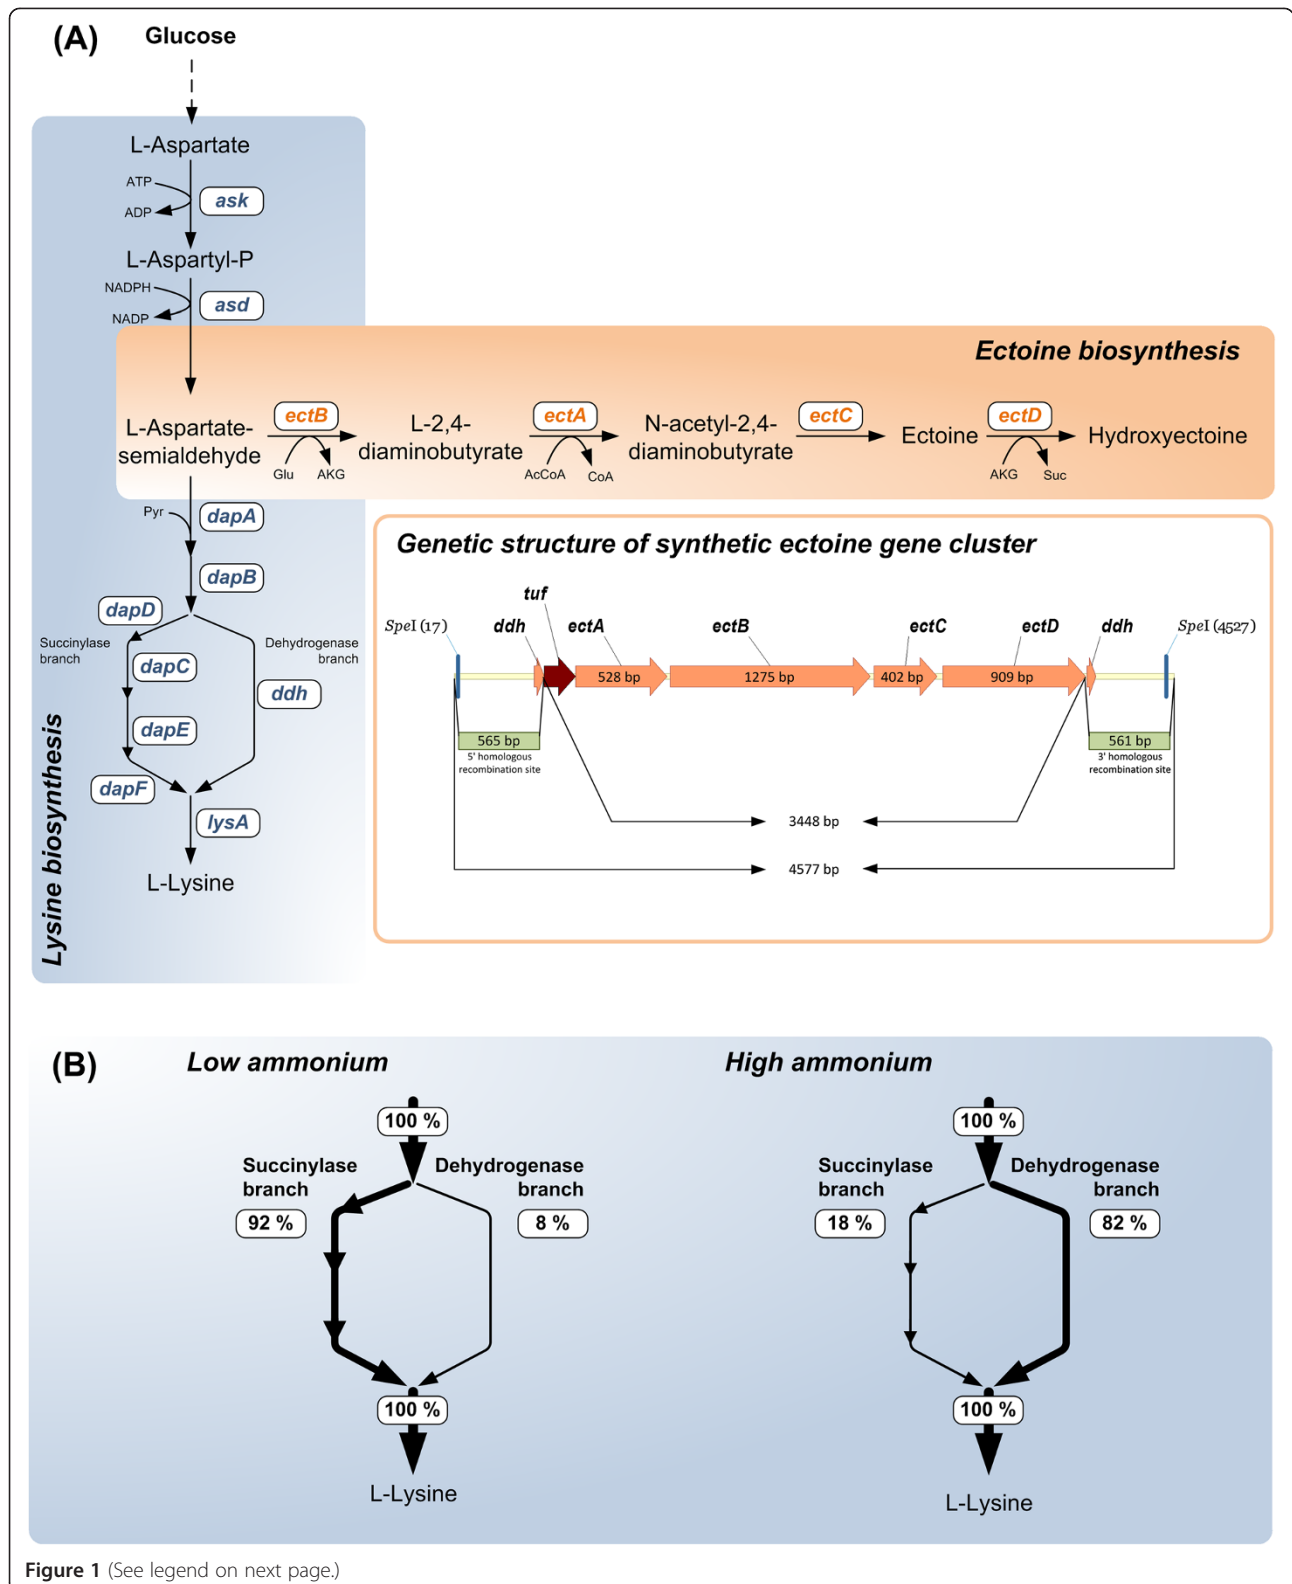 (A)
Glucose
L-Aspartate
ATP
ask
ADP
L-Aspartyl-P
NADPH
asd
NADP
Ectoine biosynthesis
ectB
ectA
ectC
ectD
L-Aspartate-
semialdehyde
L-2,4-
diaminobutyrate
N-acetyl-2,4-
diaminobutyrate
Ectoine
Hydroxyectoine
Glu
AKG
AcCoA
CoA
AKG
Suc
Pyr
dapA
dapB
dapD
Succinylase
branch
Dehydrogenase
branch
dapC
ddh
dapE
dapF
lysA
L-Lysine
Lysine biosynthesis
Genetic structure of synthetic ectoine gene cluster
tuf
SpeI (17)
ddh
ectA
ectB
ectC
ectD
ddh
SpeI (4527)
528 bp
1275 bp
402 bp
909 bp
565 bp
5' homologous
recombination site
561 bp
3' homologous
recombination site
3448 bp
4577 bp
(B)
Low ammonium
100 %
Succinylase
branch
92 %
Dehydrogenase
branch
8 %
100 %
L-Lysine
High ammonium
100 %
Succinylase
branch
18 %
Dehydrogenase
branch
82 %
100 %
L-Lysine
Figure 1 (See legend on next page.)